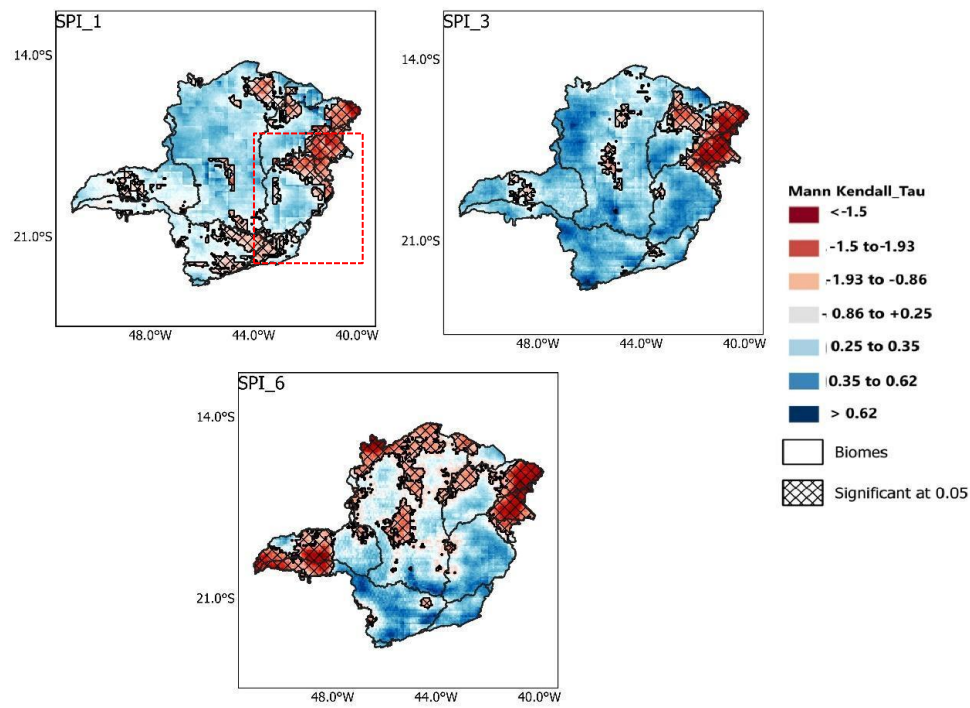 SPI_1
14.0°S
21.0°S
48.0°W 44.0°W 40.0°W
SPI_3
14.0°S
21.0°S
48.0°W 44.0°W 40.0°W
SPI_6
14.0°S
21.0°S
48.0°W 44.0°W 40.0°W
Mann Kendall_Tau
<-1.5
-1.5 to-1.93
-1.93 to -0.86
- 0.86 to +0.25
0.25 to 0.35
0.35 to 0.62
> 0.62
Biomes
Significant at 0.05